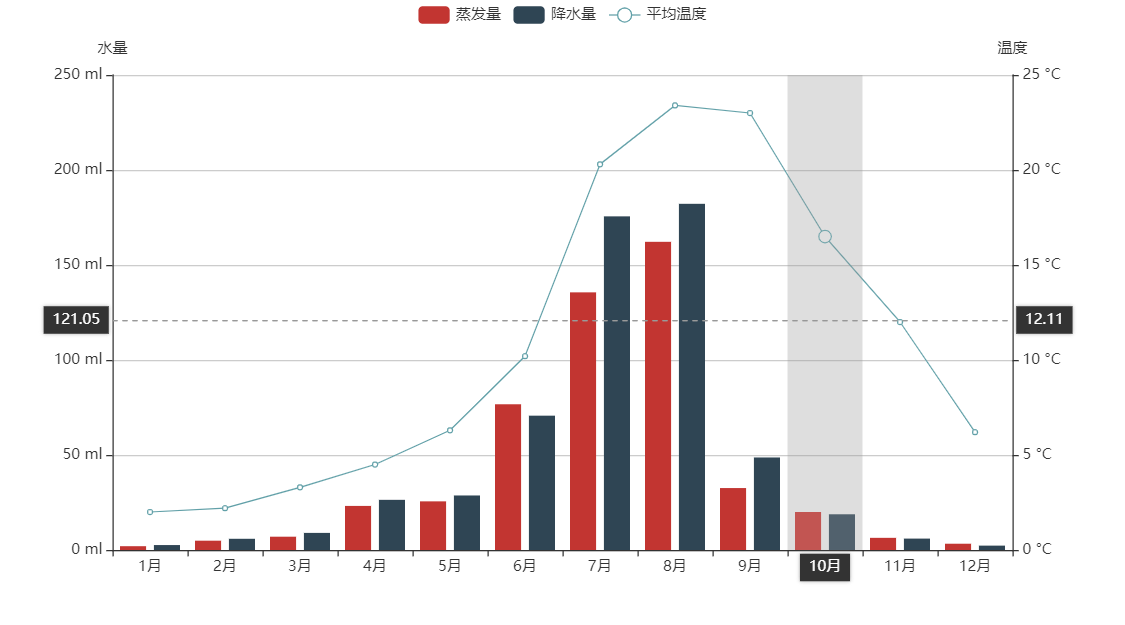 蒸发量 降水量 平均温度
水量 温度
250 ml 25 °C
200 ml 20 °C
150 ml 15 °C
121.05 12.11
100 ml 10 °C
50 ml 5 °C
0 ml 0 °C
1月 2月 3月 4月 5月 6月 7月 8月 9月 10月 11月 12月